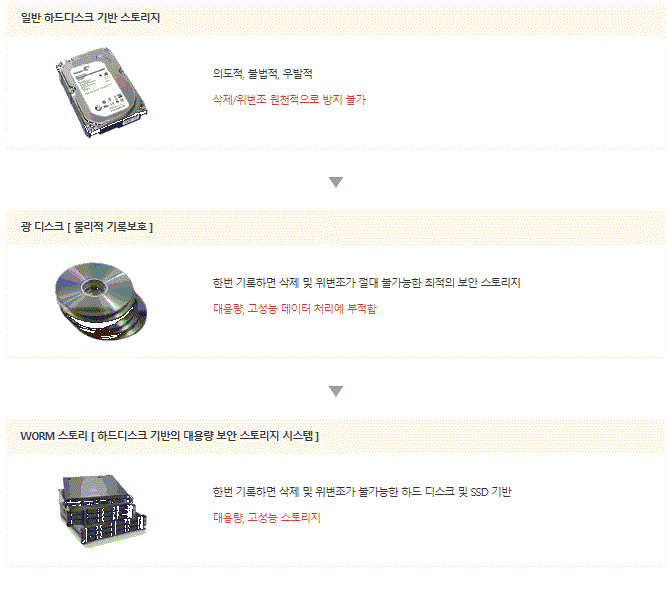 일반 하드디스크 기반 스토리지
의도적, 불법적, 우발적
삭제/위변조 원천적으로 방지 불가
광 디스크 [ 물리적 기록보호 ]
한번 기록하면 삭제 및 위변조가 절대 불가능한 최적의 보안 스토리지
대용량, 고성능 데이터 처리에 부적합
WORM 스토리 [ 하드디스크 기반의 대용량 보안 스토리지 시스템 ]
한번 기록하면 삭제 및 위변조가 불가능한 하드 디스크 및 SSD 기반
대용량, 고성능 스토리지